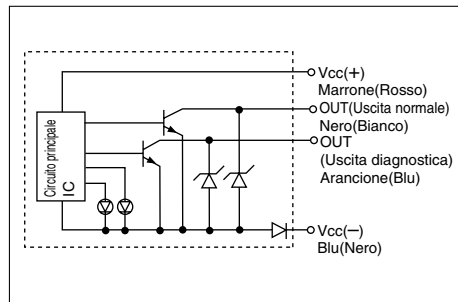 Vcc(+)
Marrone(Rosso)
OUT(Uscita normale)
Nero(Bianco)
OUT
(Uscita diagnostica)
Arancione(Blu)
Circuito principale
IC
Vcc(−)
Blu(Nero)